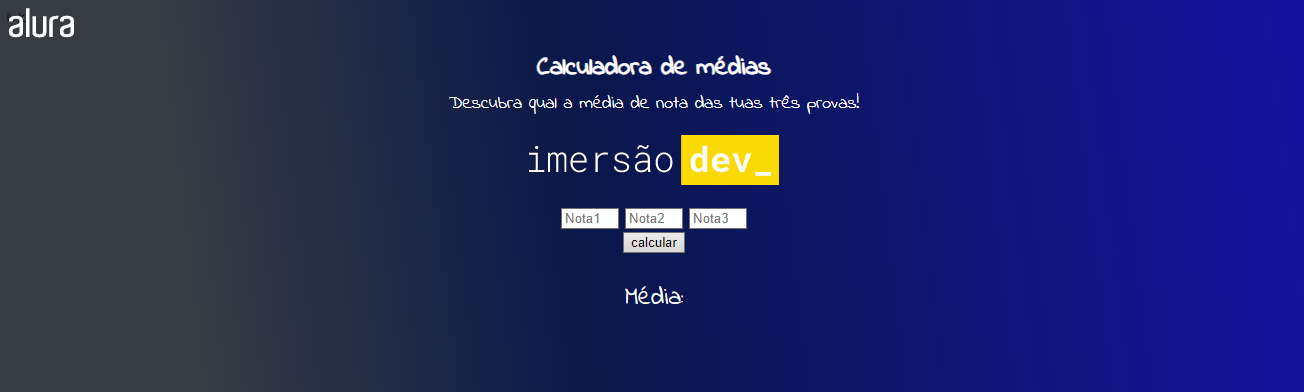 alura
Calculadora de médias
Descubra qual a média de nota das tuas três provas!
imersão dev_
Nota1 Nota2 Nota3
calcular
Média: